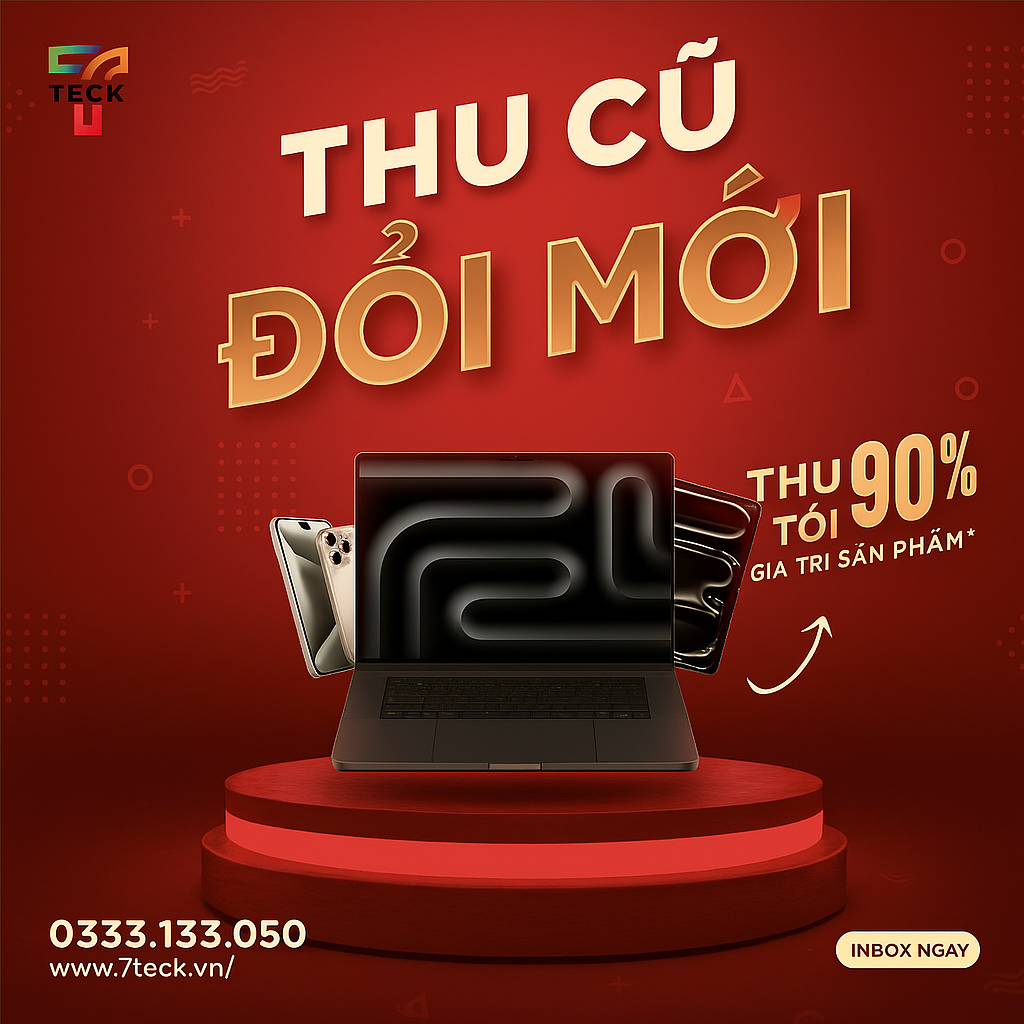 TECK
THU CŨ
ĐỔI MỚI
THU 90%
TÓI
GIA TRI SẢN PHẨM*
0333.133.050
www.7teck.vn/
INBOX NGAY